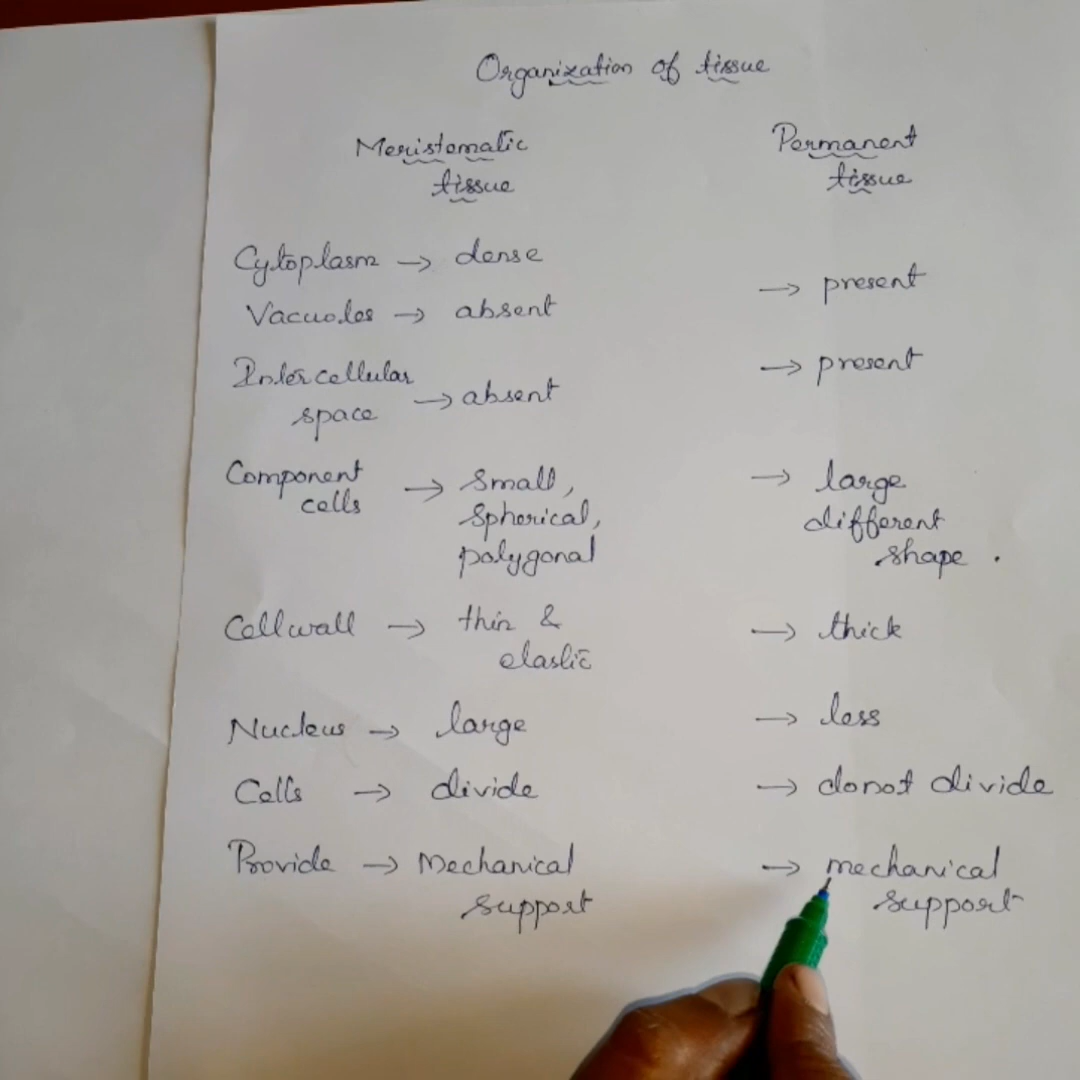 Organization of tissue
Meristematic Permanent
tissue tissue
Cytoplasm → dense
→ present
Vacuoles → absent
→ present
Intercellular
space → absent
Component → small, → large
cells spherical, different
polygonal shape.
Cellwall → thin & → thick
elastic
Nucleus → large → less
Cells → divide → donot divide
Provide → Mechanical → mechanical
support support